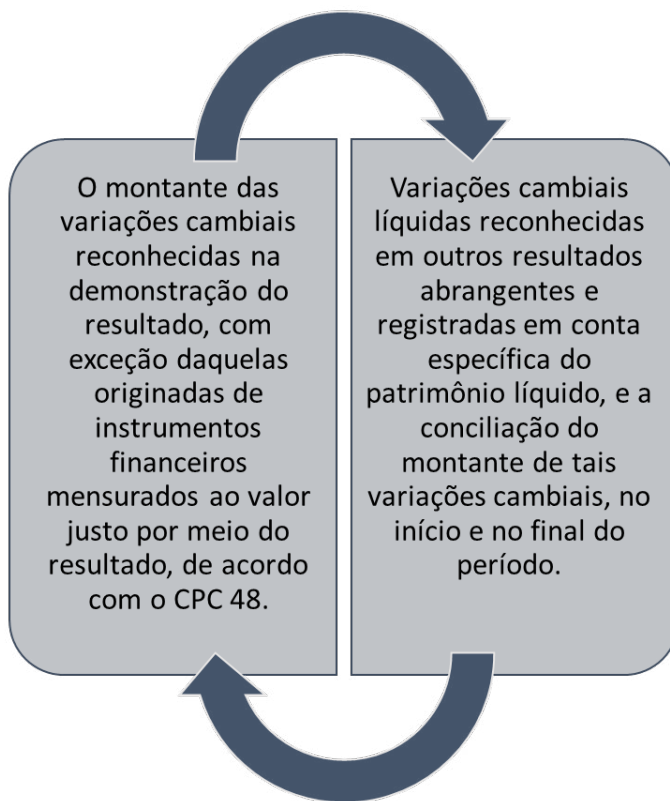 O montante das
variações cambiais
reconhecidas na
demonstração do
resultado, com
exceção daquelas
originadas de
instrumentos
financeiros
mensurados ao valor
justo por meio do
resultado, de acordo
com o CPC 48.
Variações cambiais
líquidas reconhecidas
em outros resultados
abrangentes e
registradas em conta
específica do
patrimônio líquido, e a
conciliação do
montante de tais
variações cambiais, no
início e no final do
período.